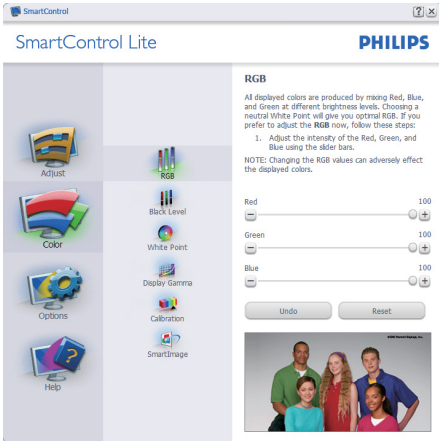 SmartControl
SmartControl Lite
PHILIPS
Adjust
Color
Options
Help
RGB
Black Level
White Point
Display Gamma
Calibration
SmartImage
RGB
All displayed colors are produced by mixing Red, Blue,
and Green at different brightness levels. Choosing a
neutral White Point will give you optimal RGB. If you
prefer to adjust the RGB now, follow these steps:
1. Adjust the intensity of the Red, Green, and
Blue using the slider bars.
NOTE: Changing the RGB values can adversely effect
the displayed colors.
Red 100
Green 100
Blue 100
Undo Reset